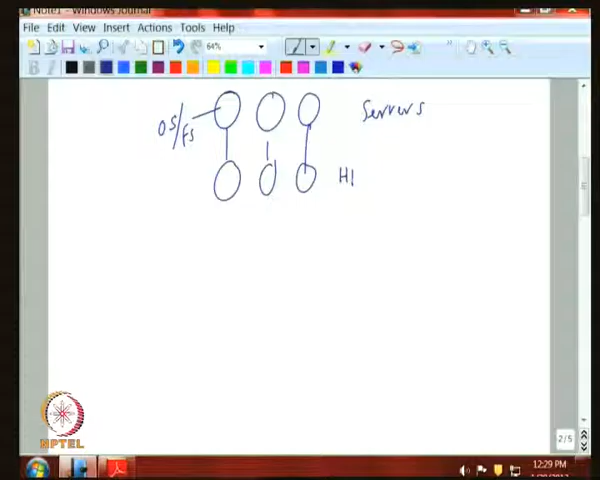 Note1 - Windows Journal
File Edit View Insert Actions Tools Help
64%
B I
Servers
OS/FS
HI
2/5
NPTEL
12:29 PM